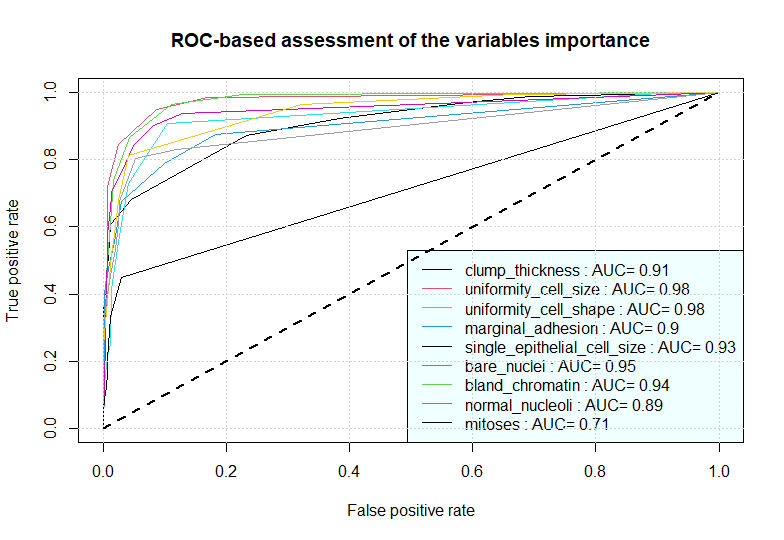 ROC-based assessment of the variables importance
True positive rate
1.0
0.8
0.6
0.4
0.2
0.0
clump_thickness : AUC= 0.91
uniformity_cell_size : AUC= 0.98
uniformity_cell_shape : AUC= 0.98
marginal_adhesion : AUC= 0.9
single_epithelial_cell_size : AUC= 0.93
bare_nuclei : AUC= 0.95
bland_chromatin : AUC= 0.94
normal_nucleoli : AUC= 0.89
mitoses : AUC= 0.71
0.0 0.2 0.4 0.6 0.8 1.0
False positive rate